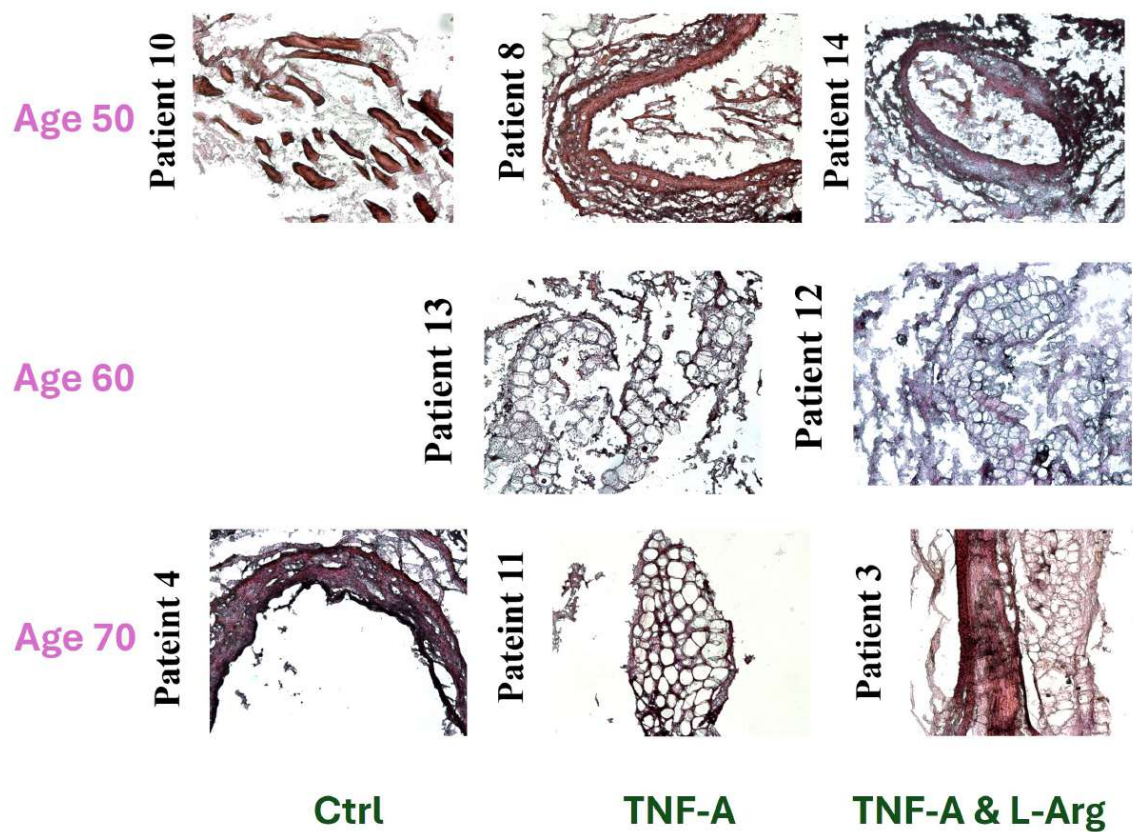 Age 50
Patient 10
Patient 8
Patient 14
Age 60
Patient 13
Patient 12
Age 70
Pateint 4
Pateint 11
Patient 3
Ctrl
TNF-A
TNF-A & L-Arg